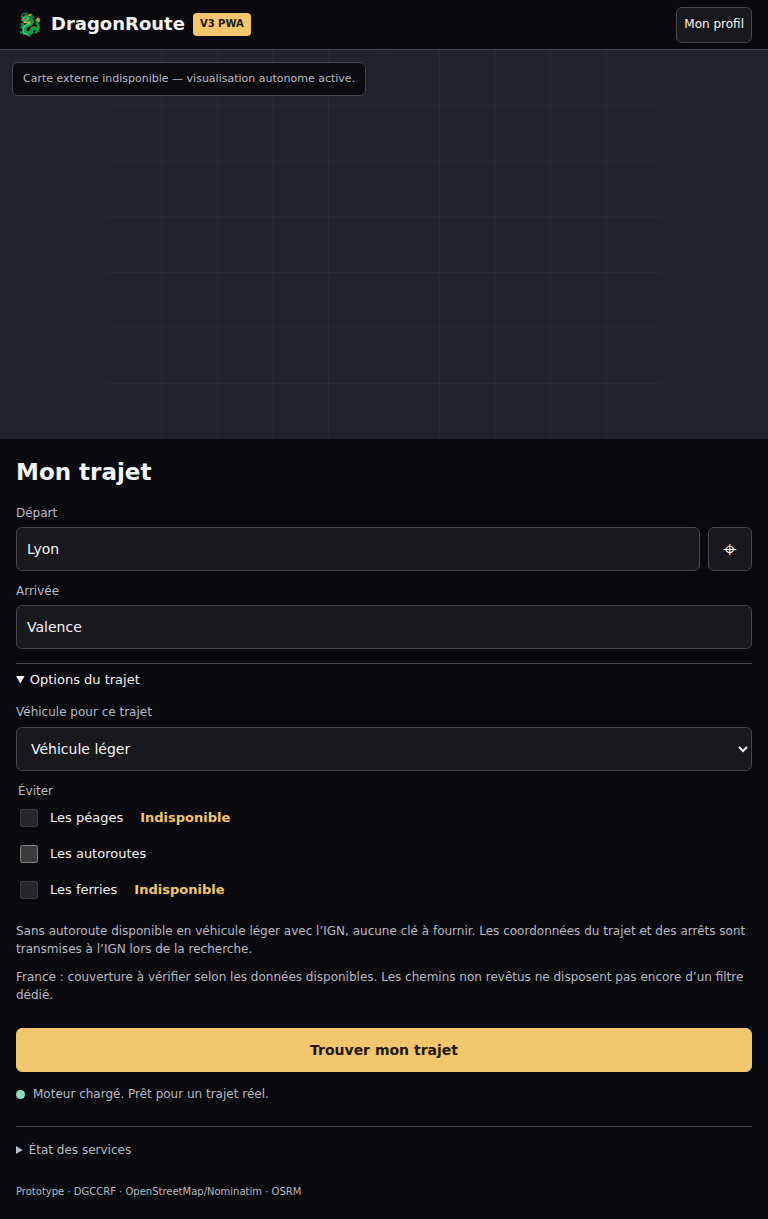 DragonRoute V3 PWA Mon profil
Carte externe indisponible — visualisation autonome active.
Mon trajet
Départ
Lyon
Arrivée
Valence
Options du trajet
Véhicule pour ce trajet
Véhicule léger
Éviter
Les péages Indisponible
Les autoroutes
Les ferries Indisponible
Sans autoroute disponible en véhicule léger avec l’IGN, aucune clé à fournir. Les coordonnées du trajet et des arrêts sont
transmises à l’IGN lors de la recherche.
France : couverture à vérifier selon les données disponibles. Les chemins non revêtus ne disposent pas encore d’un filtre
dédié.
Trouver mon trajet
Moteur chargé. Prêt pour un trajet réel.
État des services
Prototype · DGCCRF · OpenStreetMap/Nominatim · OSRM